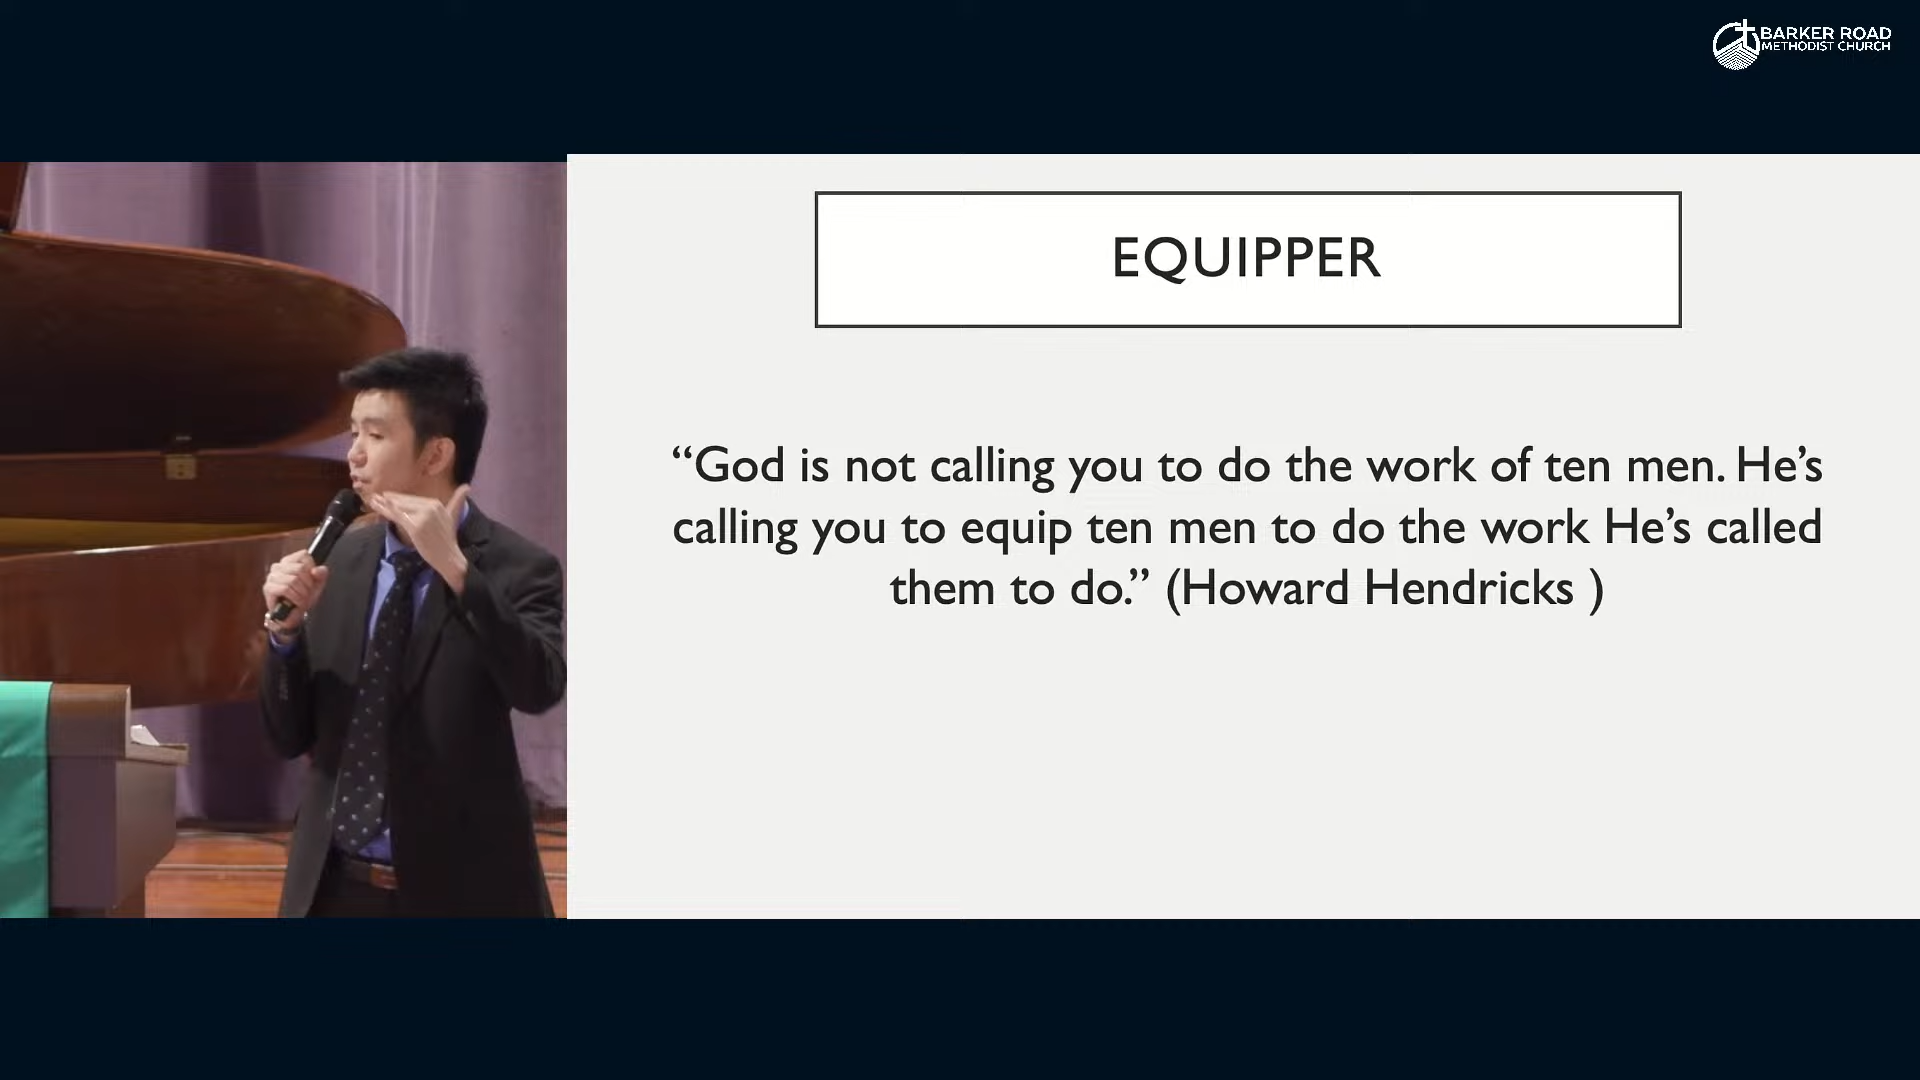 BARKER ROAD
METHODIST CHURCH
EQUIPPER
“God is not calling you to do the work of ten men. He’s
calling you to equip ten men to do the work He’s called
them to do.” (Howard Hendricks )